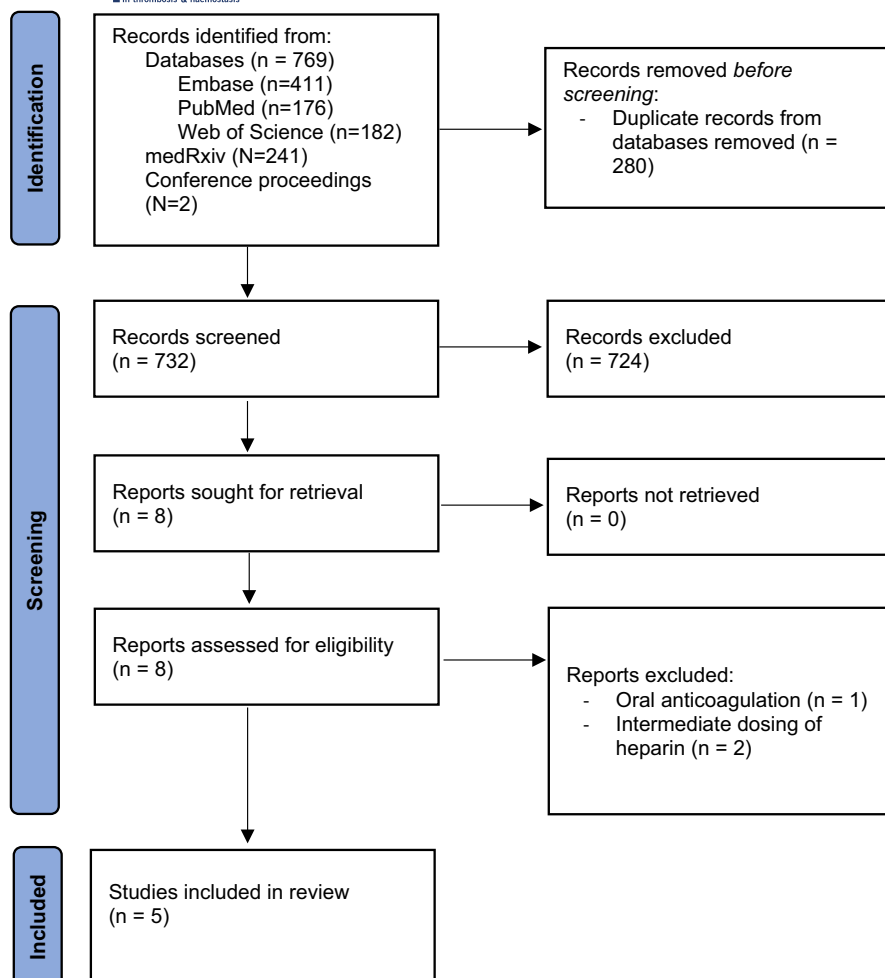 in thrombosis & haemostasis
Identification
Records identified from:
Databases (n = 769)
Embase (n=411)
PubMed (n=176)
Web of Science (n=182)
medRxiv (N=241)
Conference proceedings
(N=2)
Records removed before
screening:
- Duplicate records from
databases removed (n =
280)
Screening
Records screened
(n = 732)
Records excluded
(n = 724)
Reports sought for retrieval
(n = 8)
Reports not retrieved
(n = 0)
Reports assessed for eligibility
(n = 8)
Reports excluded:
- Oral anticoagulation (n = 1)
- Intermediate dosing of
heparin (n = 2)
Included
Studies included in review
(n = 5)